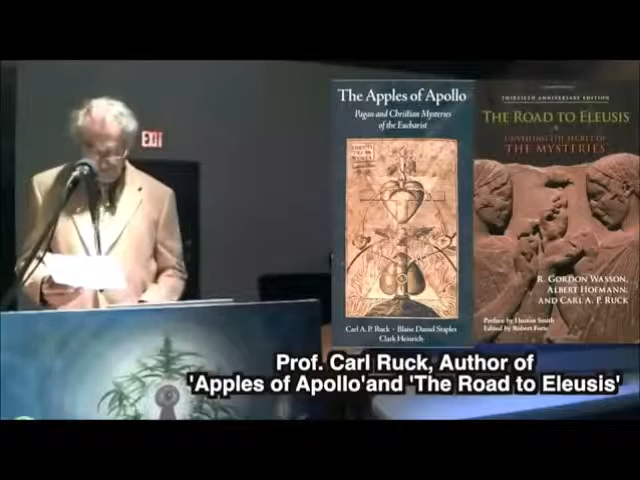 EXIT
The Apples of Apollo
Pagan and Christian Mysteries
of the Eucharist
Carl A.P. Ruck ~ Blaise Daniel Staples
Clark Heinrich
THIRTIETH ANNIVERSARY EDITION
THE ROAD TO ELEUSIS
UNVEILING THE SECRET OF
THE MYSTERIES
R. GORDON WASSON,
ALBERT HOFMANN,
AND CARL A. P. RUCK
Preface by Huston Smith
Edited by Robert Forte
Prof. Carl Ruck, Author of
'Apples of Apollo'and 'The Road to Eleusis'